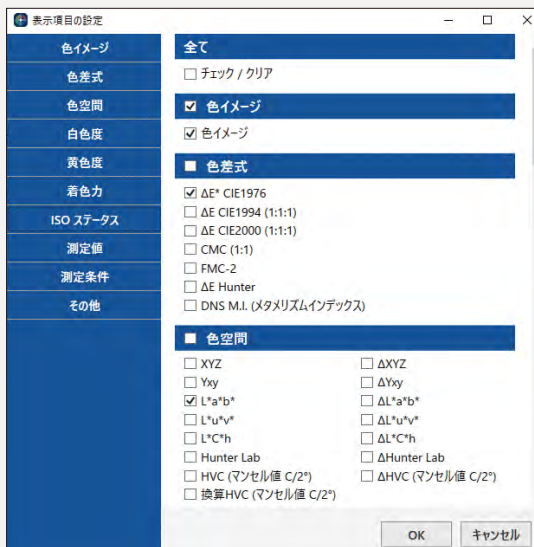 表示項目の設定
色イメージ
色差式
色空間
白色度
黄色度
着色力
ISO ステータス
測定値
測定条件
その他
全て
チェック / クリア
色イメージ
色イメージ
色差式
ΔE* CIE1976
ΔE CIE1994 (1:1:1)
ΔE CIE2000 (1:1:1)
CMC (1:1)
FMC-2
ΔE Hunter
DNS M.I. (メタメリズムインデックス)
色空間
XYZ ΔXYZ
Yxy ΔYxy
L*a*b* ΔL*a*b*
L*u*v* ΔL*u*v*
L*C*h ΔL*C*h
Hunter Lab ΔHunter Lab
HVC (マンセル値 C/2°) ΔHVC (マンセル値 C/2°)
換算HVC (マンセル値 C/2°)
OK キャンセル